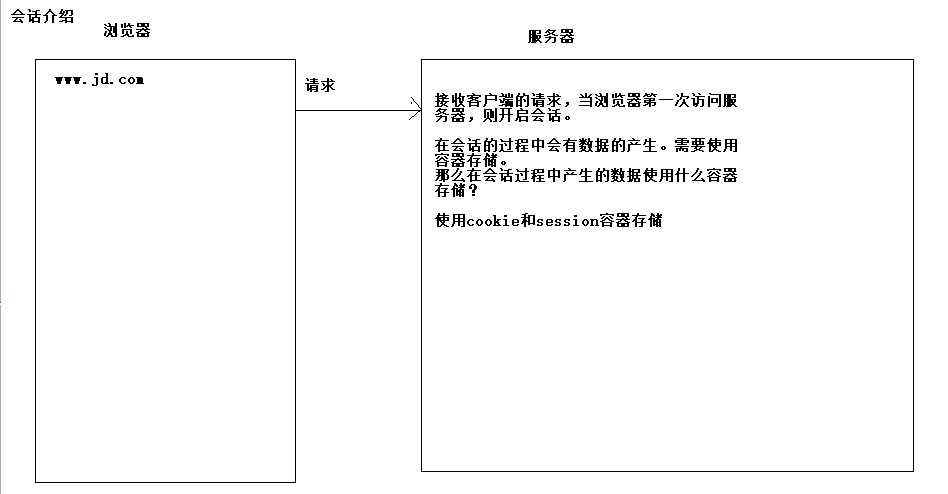 会话介绍
浏览器
服务器
www.jd.com
请求
接收客户端的请求，当浏览器第一次访问服
务器，则开启会话。
在会话的过程中会有数据的产生。需要使用
容器存储。
那么在会话过程中产生的数据使用什么容器
存储？
使用cookie和session容器存储